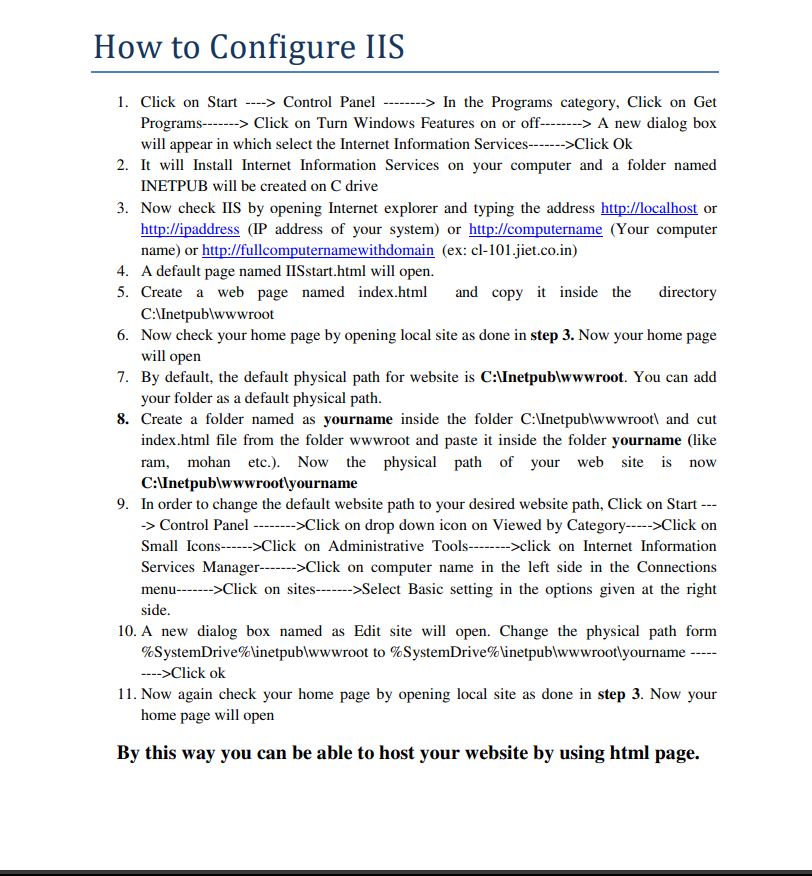 How to Configure IIS
1. Click on Start ----> Control Panel --------> In the Programs category, Click on Get
Programs-------> Click on Turn Windows Features on or off--------> A new dialog box
will appear in which select the Internet Information Services------->Click Ok
2. It will Install Internet Information Services on your computer and a folder named
INETPUB will be created on C drive
3. Now check IIS by opening Internet explorer and typing the address http://localhost or
http://ipaddress (IP address of your system) or http://computername (Your computer
name) or http://fullcomputernamewithdomain (ex: cl-101.jiet.co.in)
4. A default page named IISstart.html will open.
5. Create a web page named index.html and copy it inside the directory
C:\Inetpub\wwwroot
6. Now check your home page by opening local site as done in step 3. Now your home page
will open
7. By default, the default physical path for website is C:\Inetpub\wwwroot. You can add
your folder as a default physical path.
8. Create a folder named as yourname inside the folder C:\Inetpub\wwwroot\ and cut
index.html file from the folder wwwroot and paste it inside the folder yourname (like
ram, mohan etc.). Now the physical path of your web site is now
C:\Inetpub\wwwroot\yourname
9. In order to change the default website path to your desired website path, Click on Start ---
-> Control Panel -------->Click on drop down icon on Viewed by Category----->Click on
Small Icons------>Click on Administrative Tools-------->click on Internet Information
Services Manager------->Click on computer name in the left side in the Connections
menu------->Click on sites------->Select Basic setting in the options given at the right
side.
10. A new dialog box named as Edit site will open. Change the physical path form
%SystemDrive%\inetpub\wwwroot to %SystemDrive%\inetpub\wwwroot\yourname -----
---->Click ok
11. Now again check your home page by opening local site as done in step 3. Now your
home page will open
By this way you can be able to host your website by using html page.